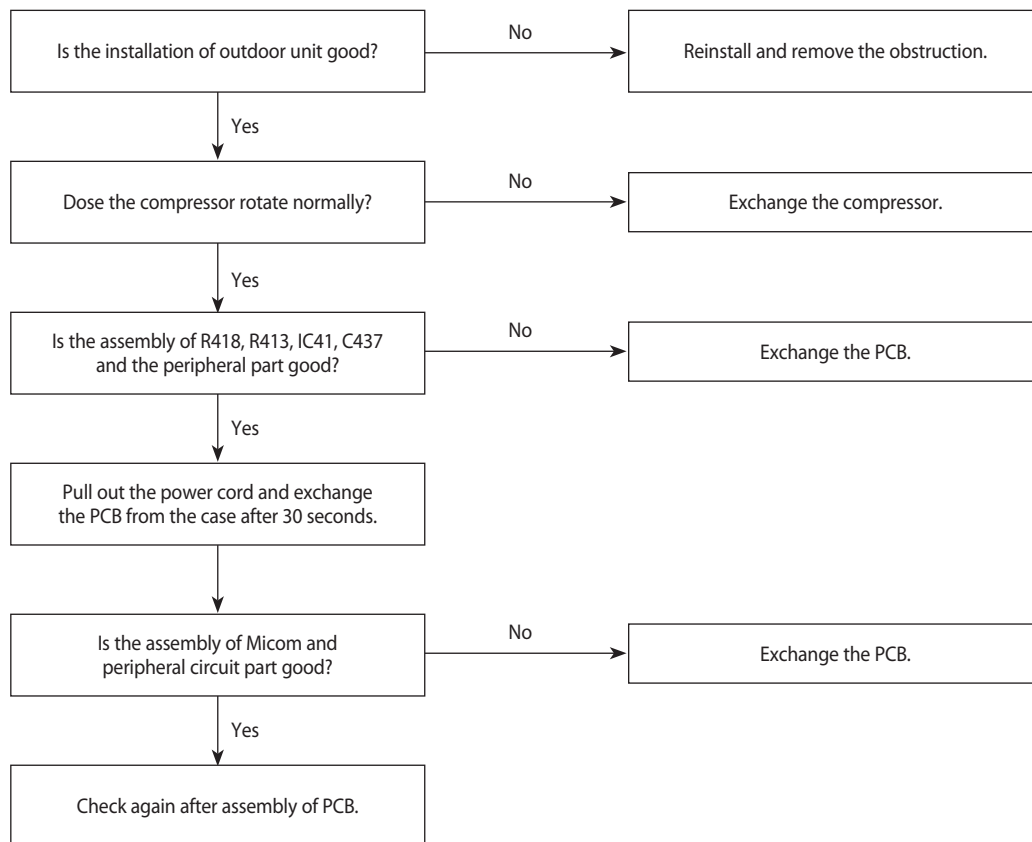 Is the installation of outdoor unit good?
No
Reinstall and remove the obstruction.
Yes
Dose the compressor rotate normally?
No
Exchange the compressor.
Yes
Is the assembly of R418, R413, IC41, C437
and the peripheral part good?
No
Exchange the PCB.
Yes
Pull out the power cord and exchange
the PCB from the case after 30 seconds.
Is the assembly of Micom and
peripheral circuit part good?
No
Exchange the PCB.
Yes
Check again after assembly of PCB.